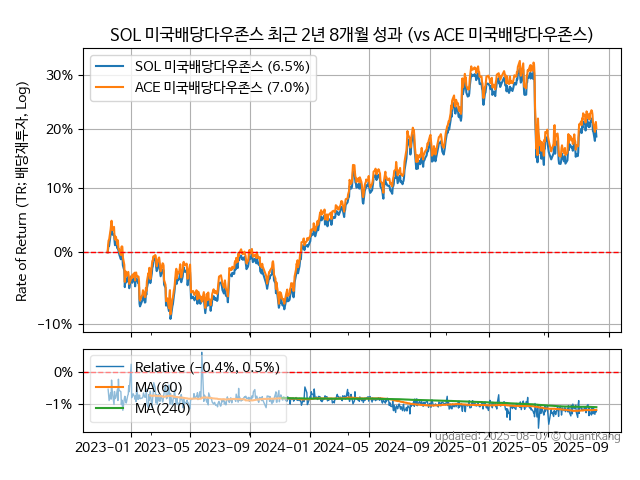 SOL 미국배당다우존스 최근 2년 8개월 성과 (vs ACE 미국배당다우존스)
Rate of Return (TR: 배당재투자, Log)
30%
20%
10%
0%
−10%
SOL 미국배당다우존스 (6.5%)
ACE 미국배당다우존스 (7.0%)
0%
−1%
Relative (−0.4%, 0.5%)
MA(60)
MA(240)
updated: 2025-08-07 © QuantKang
2023−01 2023−05 2023−09 2024−01 2024−05 2024−09 2025−01 2025−05 2025−09